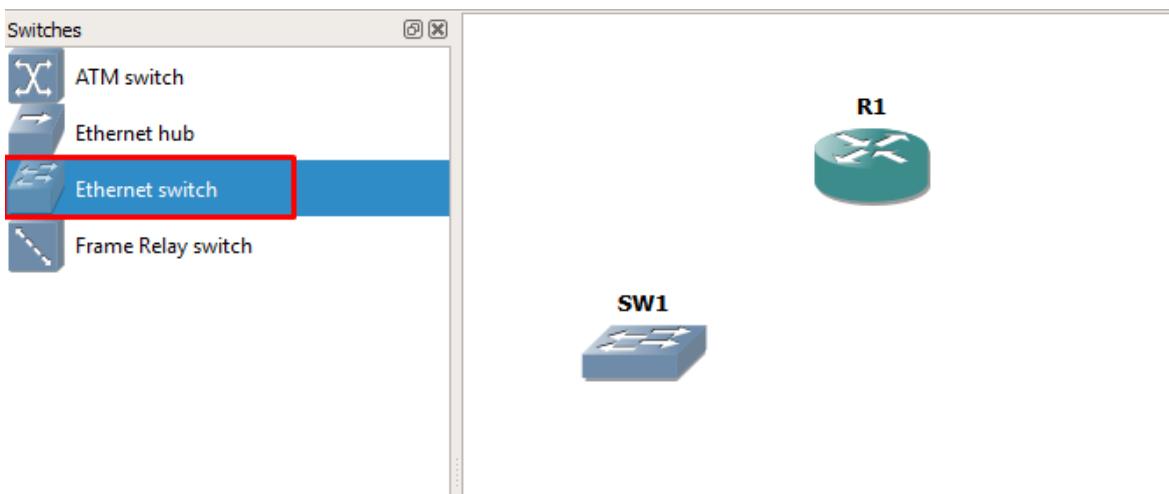 Switches
ATM switch
Ethernet hub
Ethernet switch
Frame Relay switch
R1
SW1